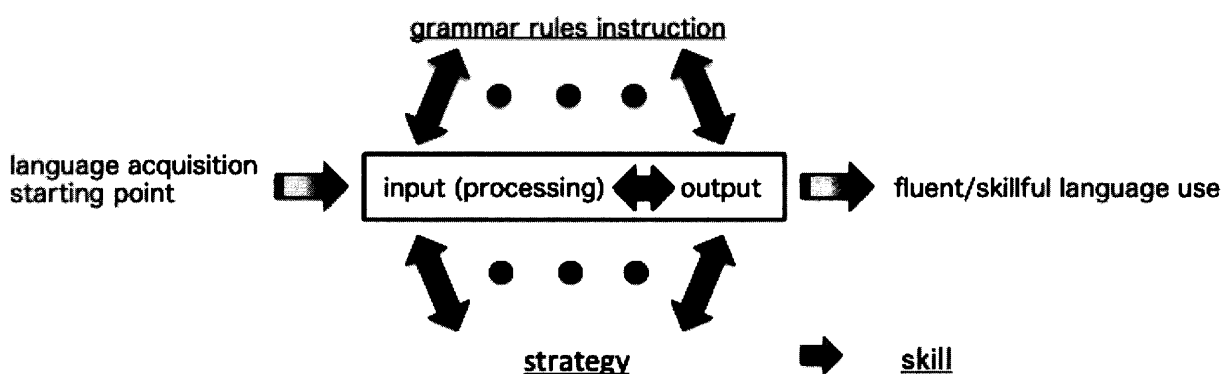 grammar rules instruction
language acquisition
starting point
input (processing)
output
fluent/skillful language use
strategy
skill